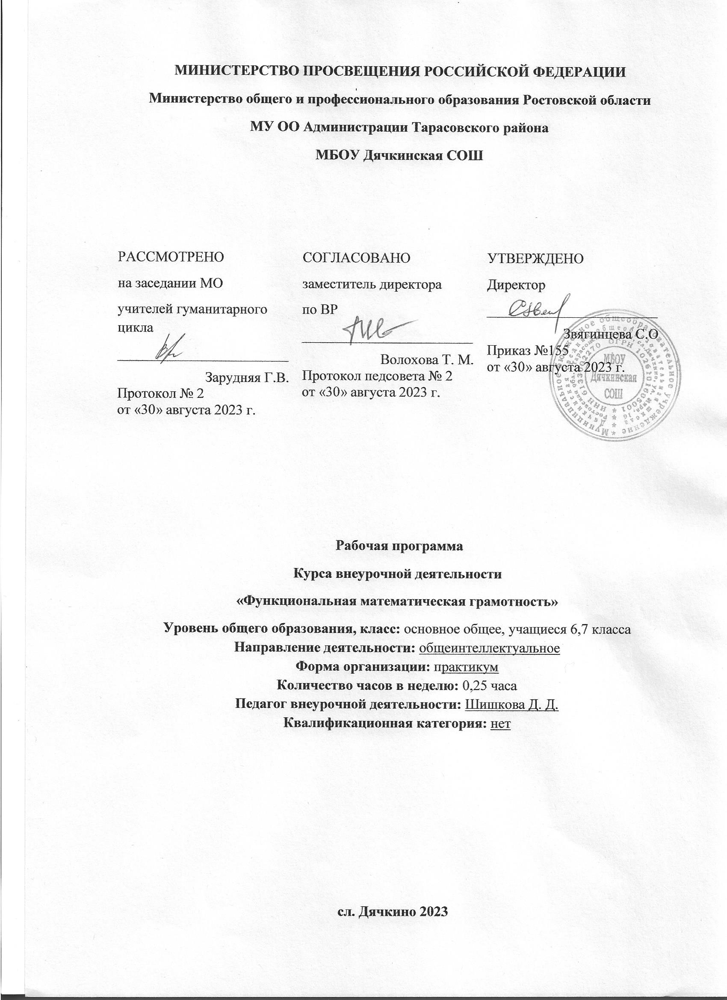 МИНИСТЕРСТВО ПРОСВЕЩЕНИЯ РОССИЙСКОЙ ФЕДЕРАЦИИ
Министерство общего и профессионального образования Ростовской области
МУ ОО Администрации Тарасовского района
МБОУ Дячкинская СОШ
РАССМОТРЕНО
на заседании МО
учителей гуманитарного
цикла
Зарудняя Г.В.
Протокол № 2
от «30» августа 2023 г.
СОГЛАСОВАНО
заместитель директора
по ВР
Волохова Т. М.
Протокол педсовета № 2
от «30» августа 2023 г.
УТВЕРЖДЕНО
Директор
Звягинцева С.О
Приказ №155
от «30» августа 2023 г.
МБОУ
Дячкинская
СОШ
Рабочая программа
Курса внеурочной деятельности
«Функциональная математическая грамотность»
Уровень общего образования, класс: основное общее, учащиеся 6,7 класса
Направление деятельности: общеинтеллектуальное
Форма организации: практикум
Количество часов в неделю: 0,25 часа
Педагог внеурочной деятельности: Шишкова Д. Д.
Квалификационная категория: нет
сл. Дячкино 2023